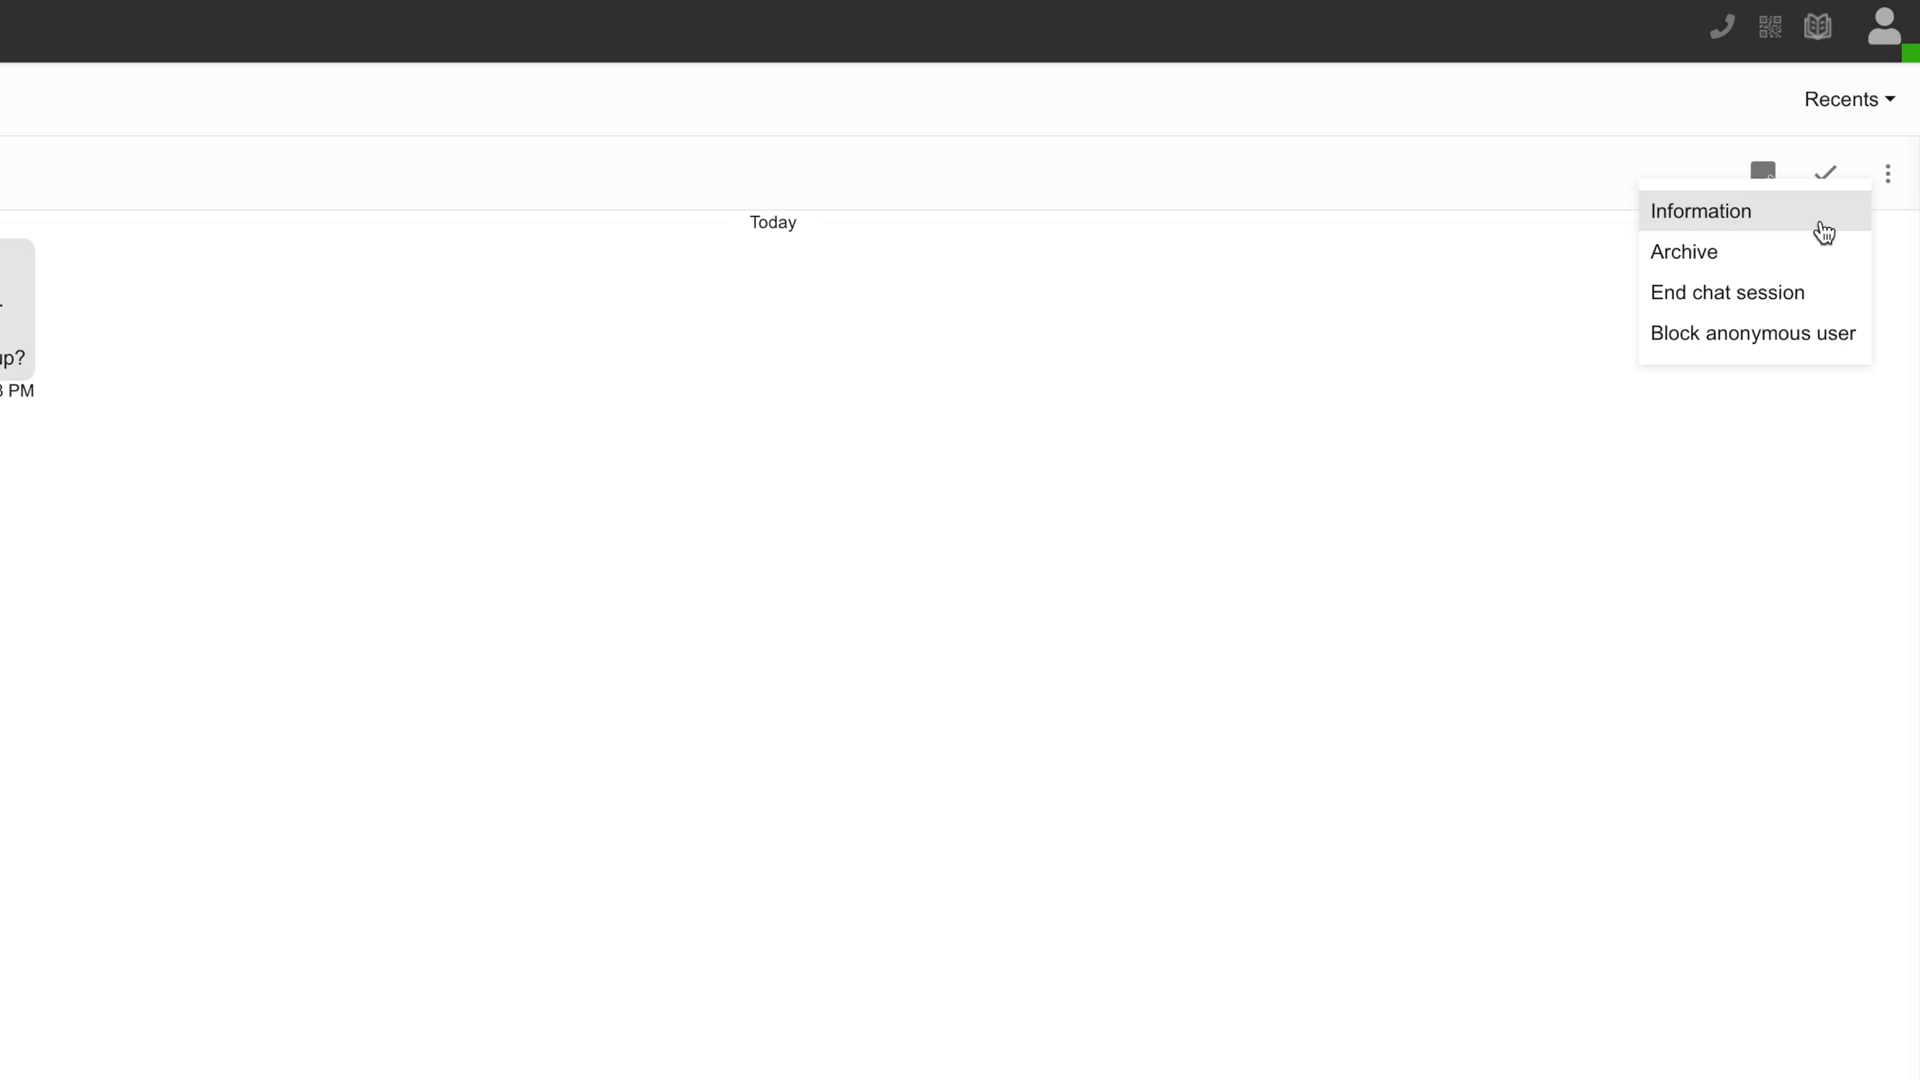 Recents
Information
Today
Archive
End chat session
Block anonymous user
up?
PM